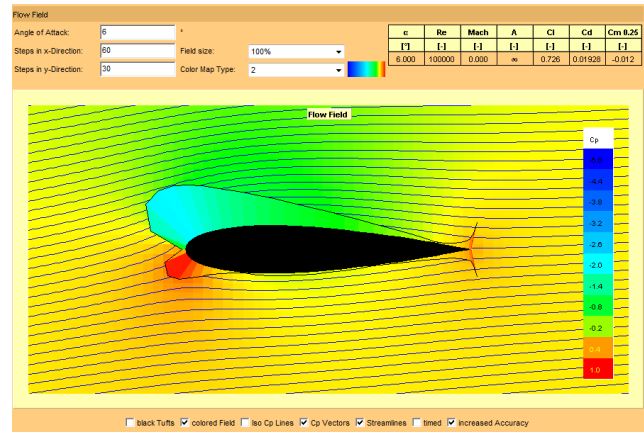 Flow Field
Angle of Attack: 6 °
Steps in x-Direction: 60 Field size: 100%
Steps in y-Direction: 30 Color Map Type: 2
α Re Mach A Cl Cd Cm 0.25
[°] [-] [-] [-] [-] [-] [-]
6.000 100000 0.000 ∞ 0.726 0.01928 -0.012
Flow Field
Cp
-4.4
-3.8
-3.2
-2.6
-2.0
-1.4
-0.8
-0.2
0.4
1.0
black Tufts colored Field Iso Cp Lines Cp Vectors Streamlines timed increased Accuracy